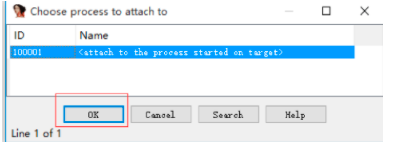 Choose process to attach to
ID Name
100001 <attach to the process started on target>
OK Cancel Search Help
Line 1 of 1